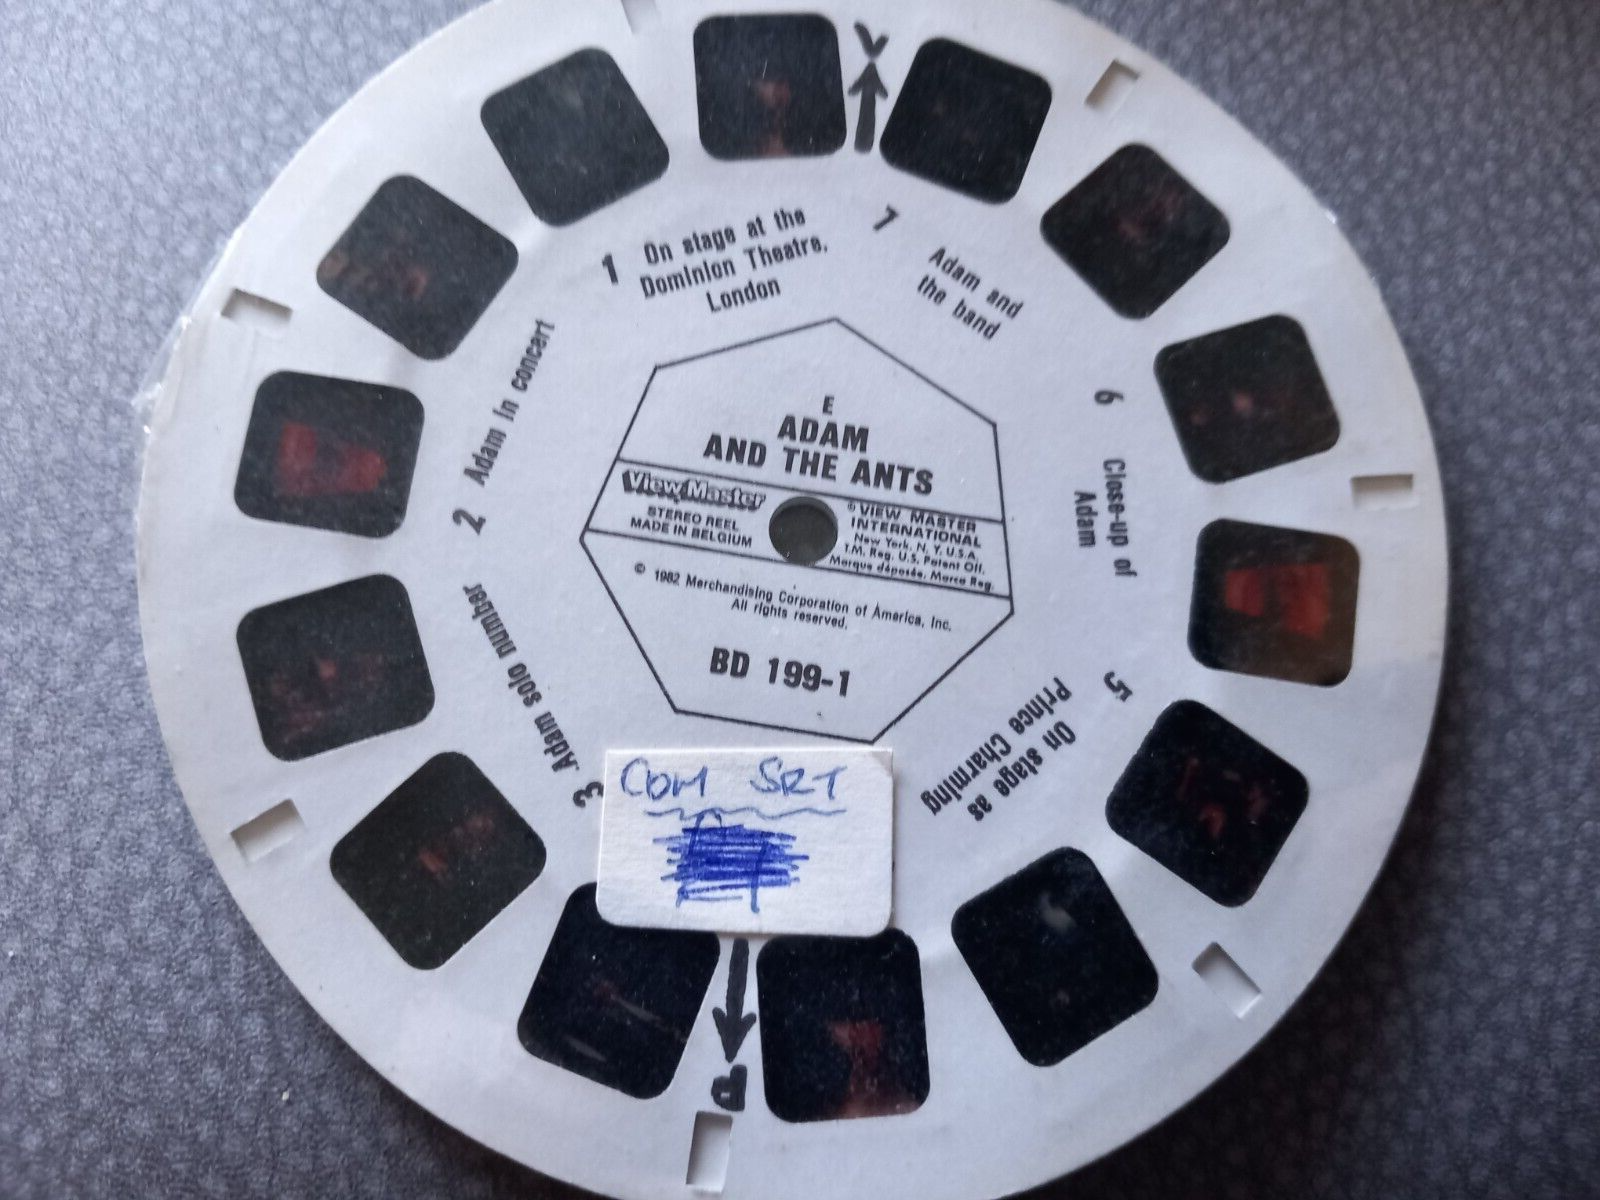 V
1 On stage at the
Dominion Theatre,
London
7 Adam and
the band
2 Adam in concert
6 Close-up of
Adam
3 Adam solo number
5 On stage as
Prince Charming
E
ADAM
AND THE ANTS
View-Master
STEREO REEL
MADE IN BELGIUM
© VIEW MASTER
INTERNATIONAL
New York, N.Y. U.S.A.
T.M. Reg. U.S. Patent Off.
Marque déposée. Marca Reg.
© 1982 Merchandising Corporation of America, Inc.
All rights reserved.
BD 199-1
COM SRT
P